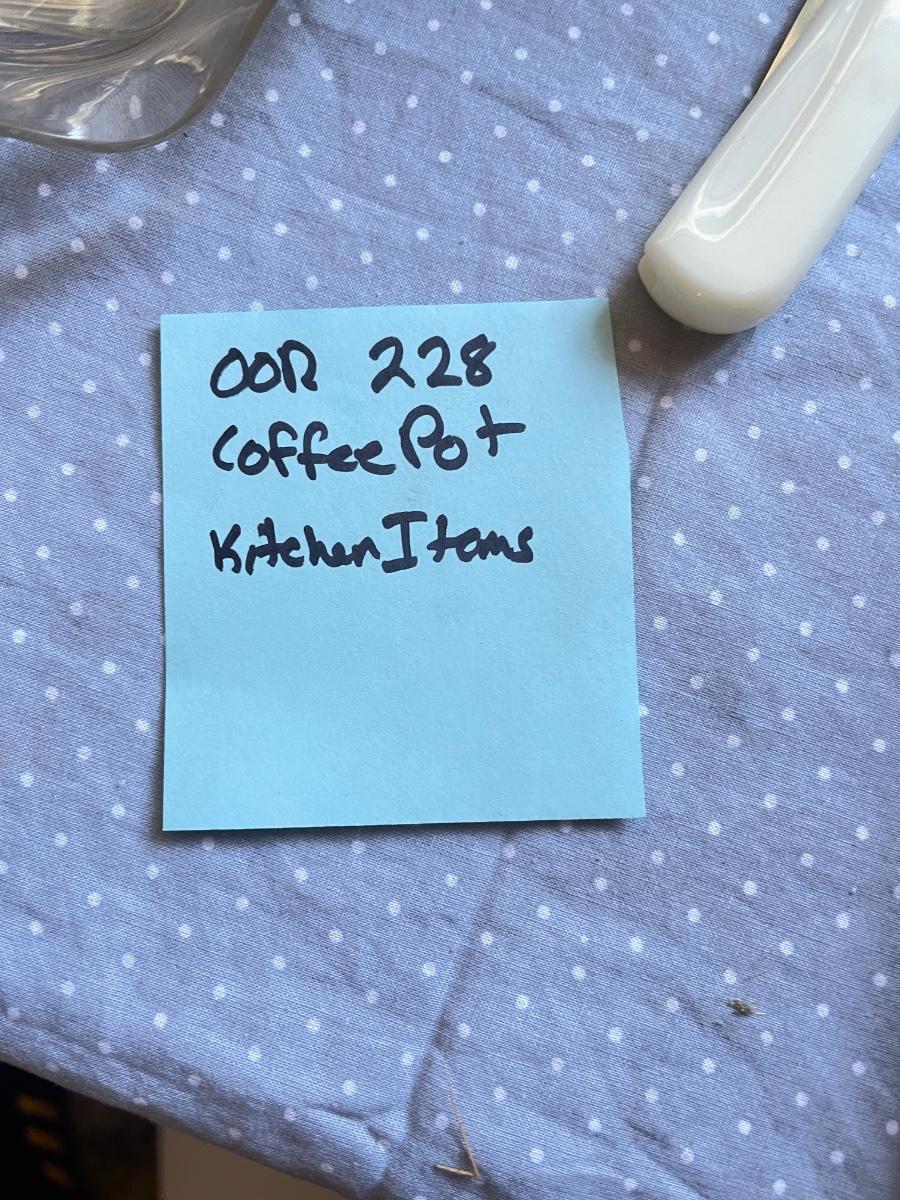 OOR 228
Coffee Pot
Kitchen Items